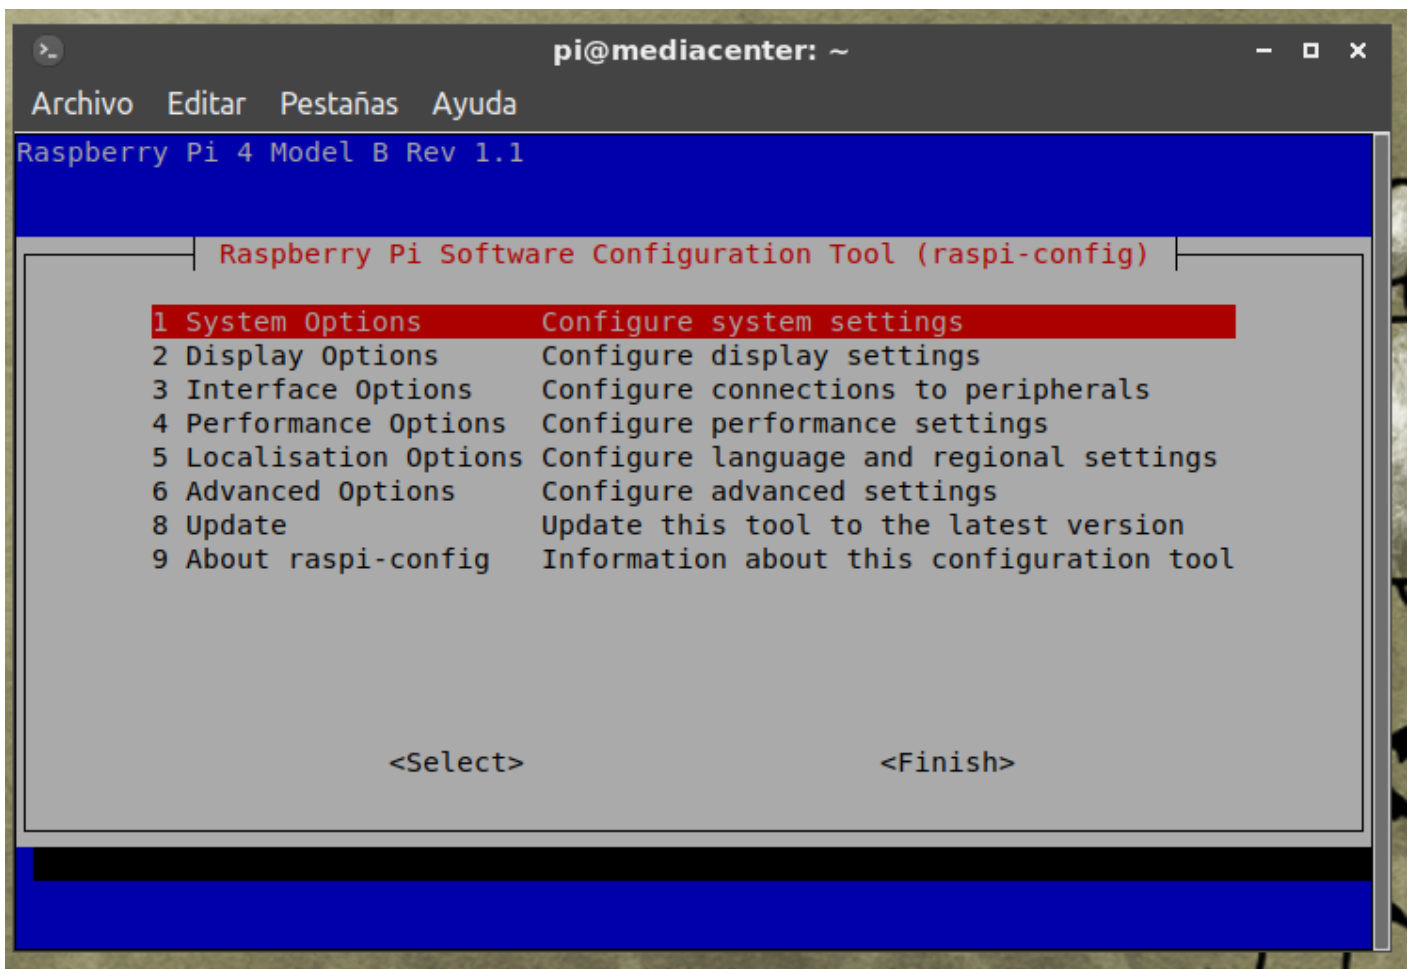 pi@mediacenter: ~
Archivo Editar Pestañas Ayuda
Raspberry Pi 4 Model B Rev 1.1
Raspberry Pi Software Configuration Tool (raspi-config)
1 System Options Configure system settings
2 Display Options Configure display settings
3 Interface Options Configure connections to peripherals
4 Performance Options Configure performance settings
5 Localisation Options Configure language and regional settings
6 Advanced Options Configure advanced settings
8 Update Update this tool to the latest version
9 About raspi-config Information about this configuration tool
<Select> <Finish>